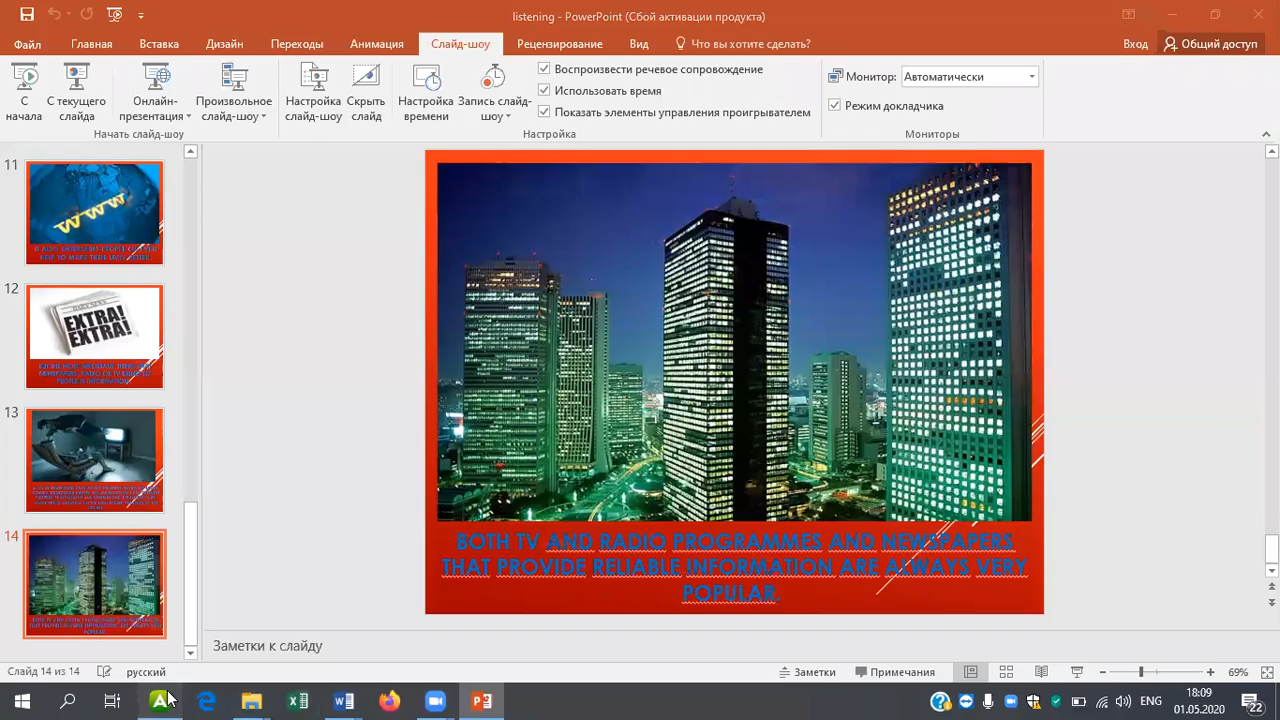 listening - PowerPoint (Сбой активации продукта)
Файл Главная Вставка Дизайн Переходы Анимация Слайд-шоу Рецензирование Вид Что вы хотите сделать? Вход Общий доступ
С начала
С текущего слайда
Онлайн-презентация
Произвольное слайд-шоу
Начать слайд-шоу
Настройка слайд-шоу
Скрыть слайд
Настройка времени
Запись слайд-шоу
Воспроизвести речевое сопровождение
Использовать время
Показать элементы управления проигрывателем
Настройка
Монитор: Автоматически
Режим докладчика
Мониторы
11
WWW
12
EXTRA!
EXTRA!
13
14
BOTH TV AND RADIO PROGRAMMES AND NEWSPAPERS
THAT PROVIDE RELIABLE INFORMATION ARE ALWAYS VERY
POPULAR.
Заметки к слайду
Слайд 14 из 14 русский Заметки Примечания 69%
ENG 18:09
01.05.2020 22